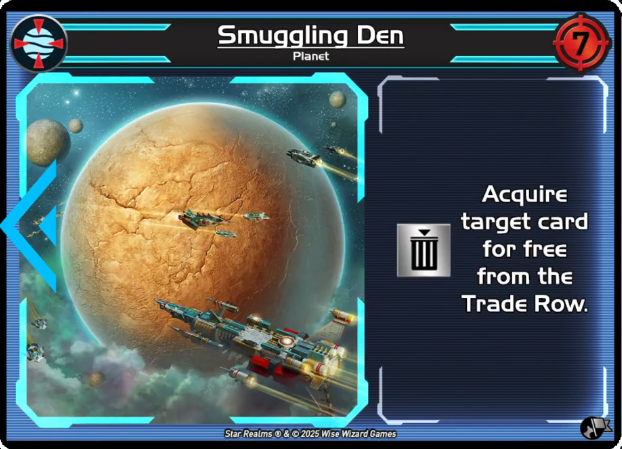 Smuggling Den
Planet
7
Acquire
target card
for free
from the
Trade Row.
Star Realms ® & © 2025 Wise Wizard Games